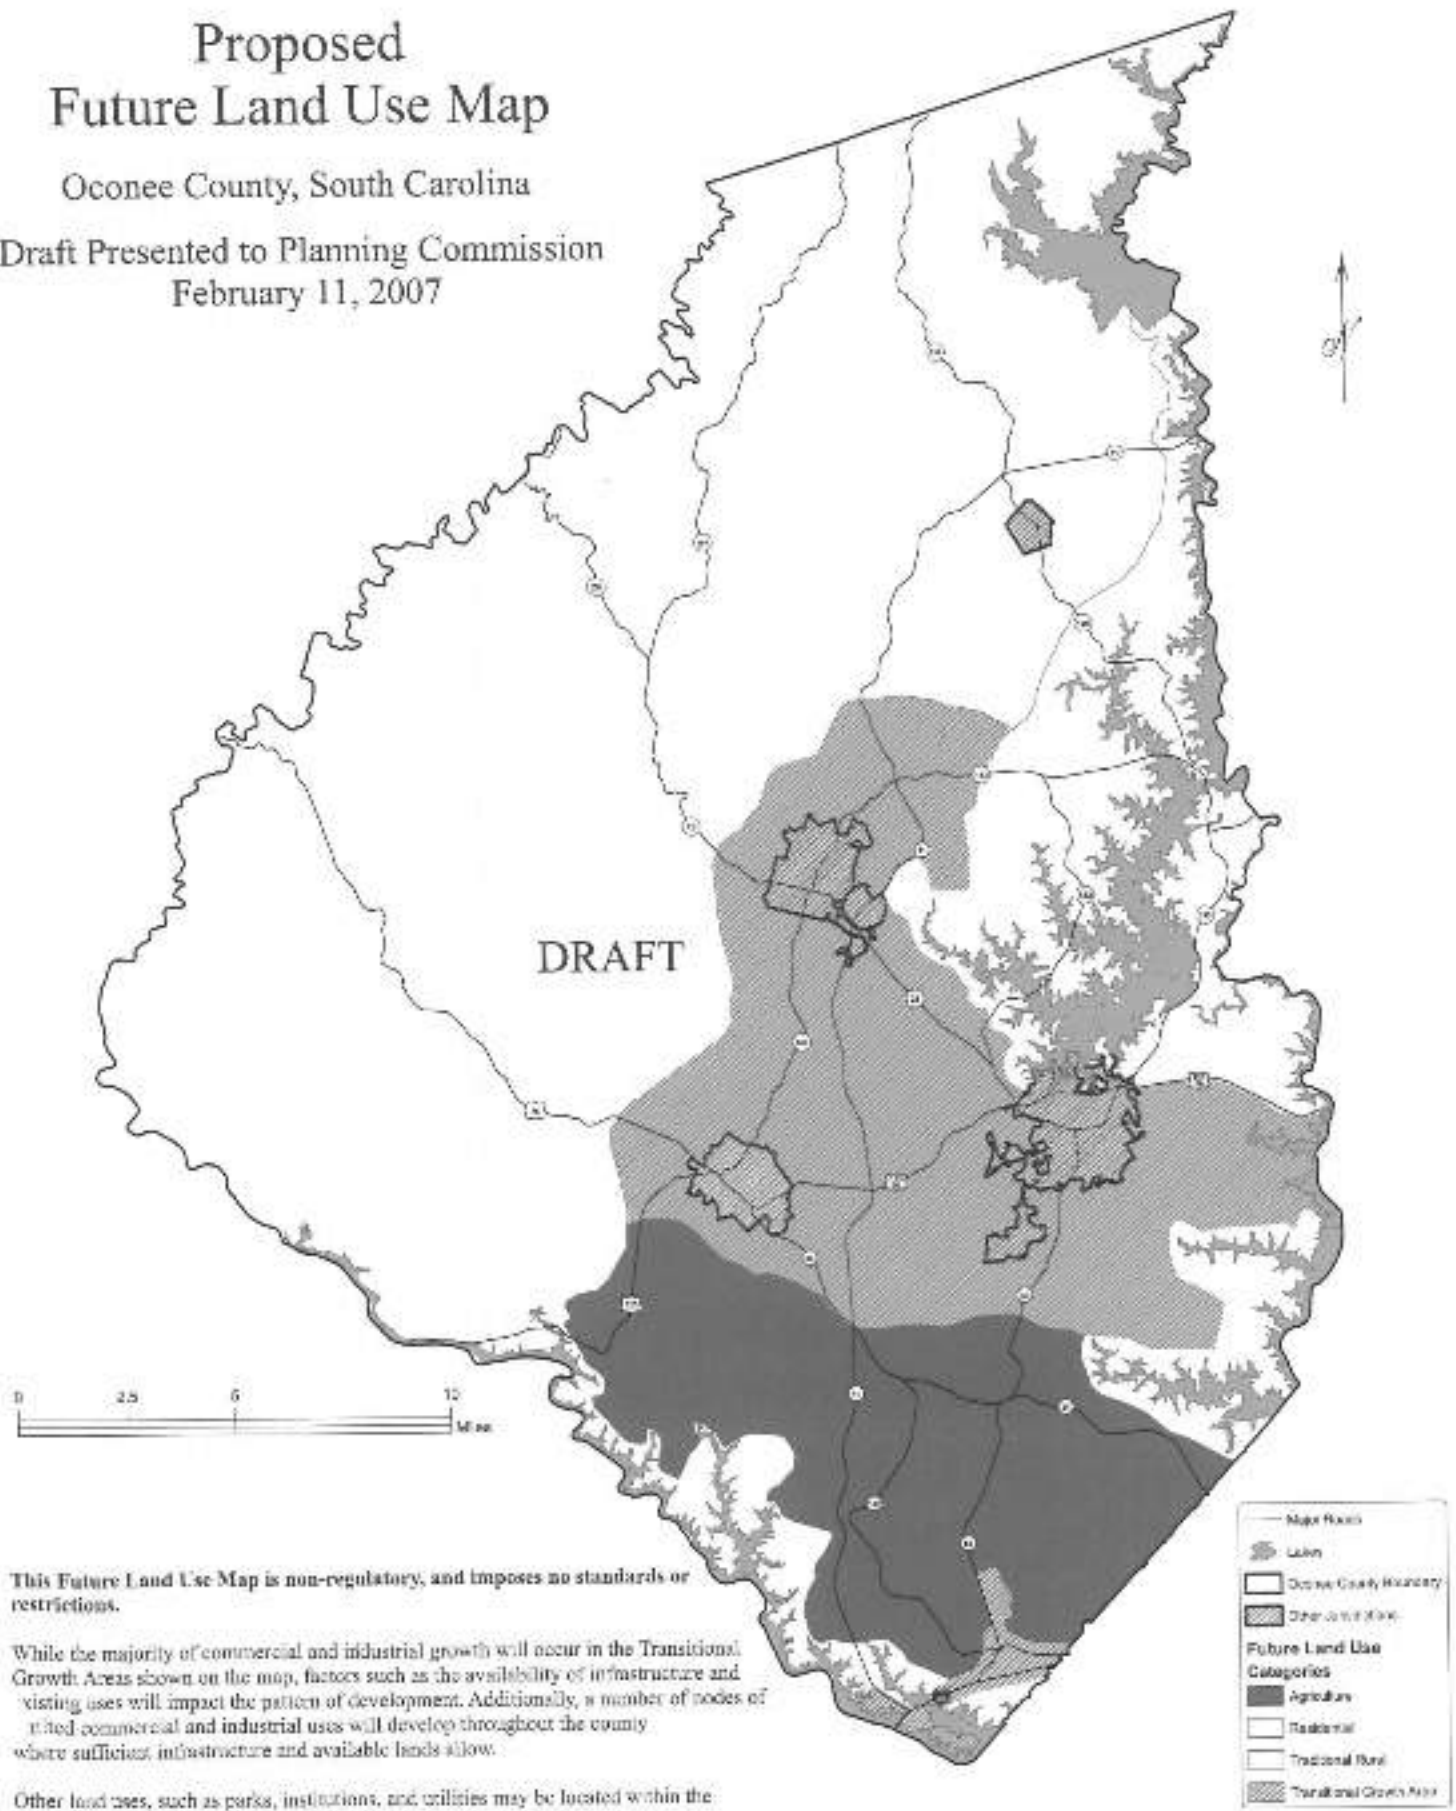 Proposed
Future Land Use Map
Oconee County, South Carolina
Draft Presented to Planning Commission
February 11, 2007
DRAFT
0 2.5 5 10
Miles
This Future Land Use Map is non-regulatory, and imposes no standards or
restrictions.
While the majority of commercial and industrial growth will occur in the Transitional
Growth Areas shown on the map, factors such as the availability of infrastructure and
xisting uses will impact the pattern of development. Additionally, a number of nodes of
commercial and industrial uses will develop throughout the county
where sufficient infrastructure and available lands allow.
Other land uses, such as parks, institutions, and utilities may be located within the
Major Roads
Lakes
Oconee County Boundary
Other Jurisdictions
Future Land Use
Categories
Agriculture
Residential
Traditional Rural
Transitional Growth Area